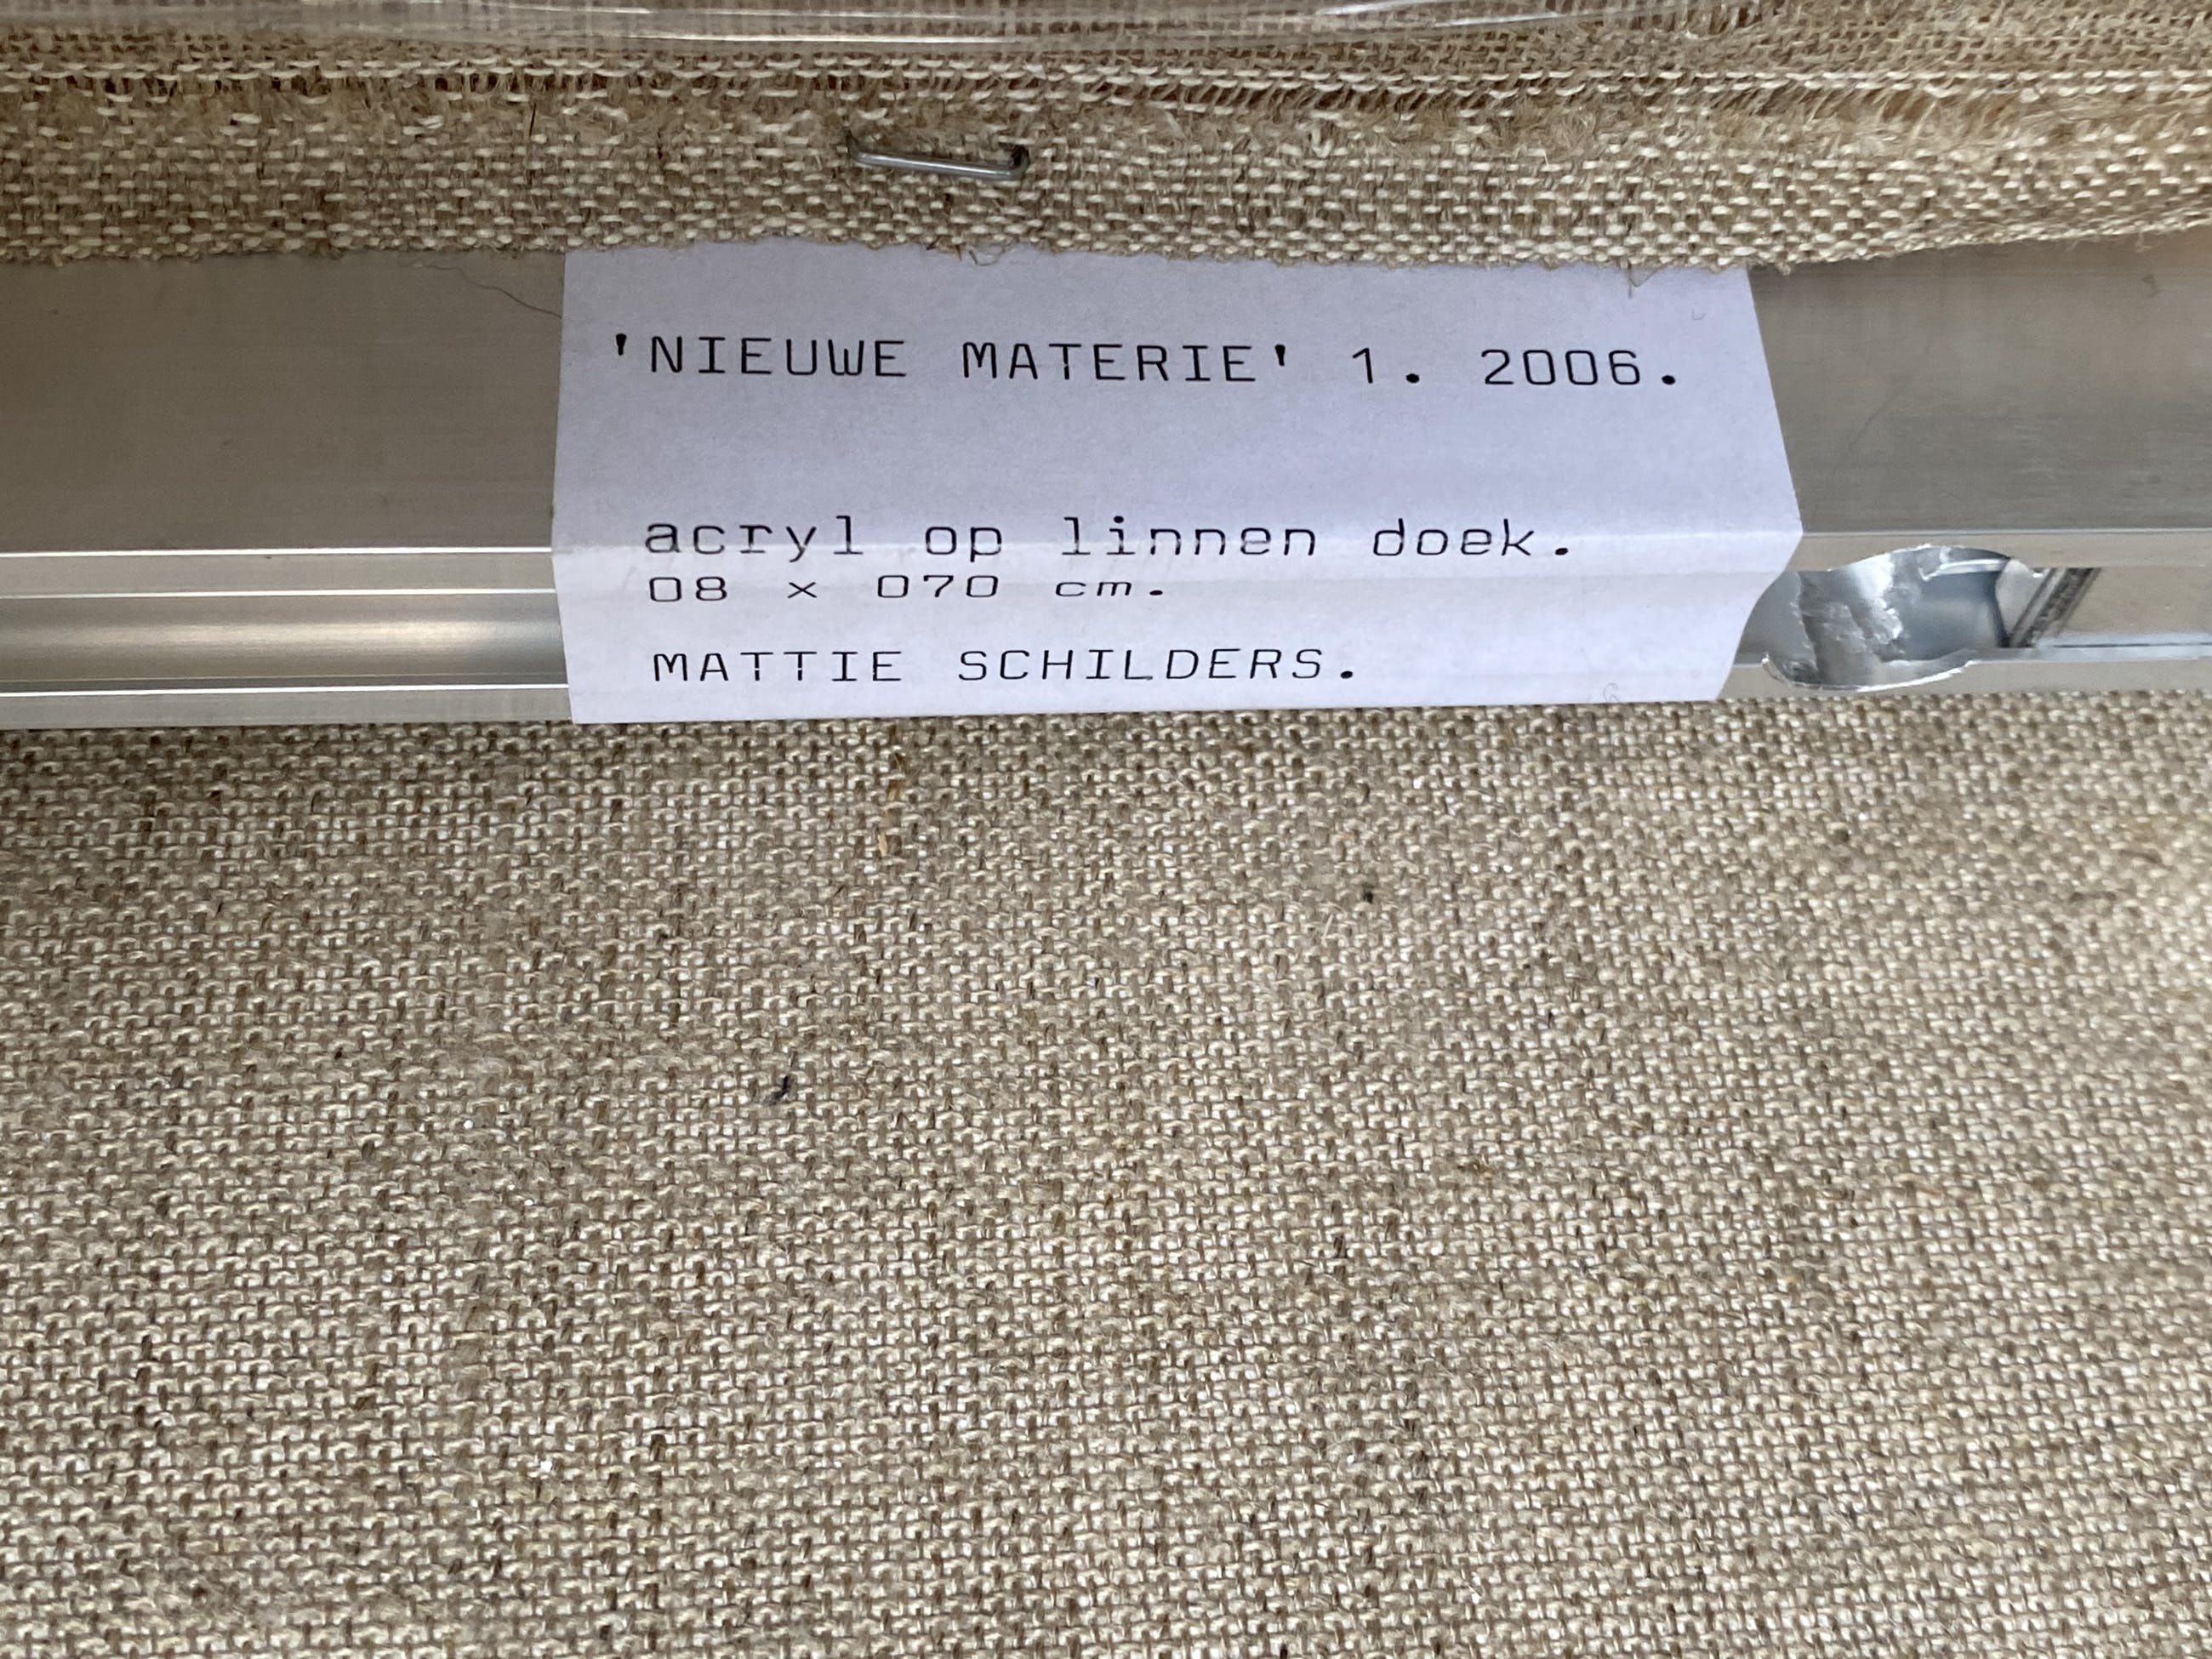 'NIEUWE MATERIE' 1. 2006.
acryl op linnen doek.
08 x 070 cm.
MATTIE SCHILDERS.